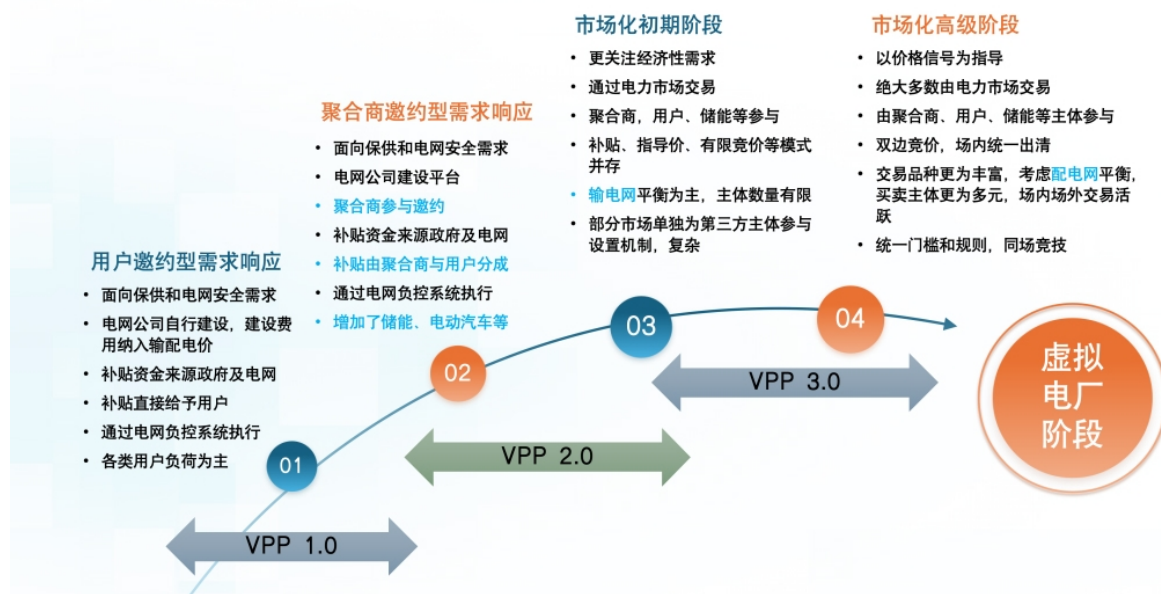 用户邀约型需求响应
• 面向保供和电网安全需求
• 电网公司自行建设，建设费
用纳入输配电价
• 补贴资金来源政府及电网
• 补贴直接给予用户
• 通过电网负控系统执行
• 各类用户负荷为主
01
VPP 1.0
聚合商邀约型需求响应
• 面向保供和电网安全需求
• 电网公司建设平台
• 聚合商参与邀约
• 补贴资金来源政府及电网
• 补贴由聚合商与用户分成
• 通过电网负控系统执行
• 增加了储能、电动汽车等
02
VPP 2.0
市场化初期阶段
• 更关注经济性需求
• 通过电力市场交易
• 聚合商，用户、储能等参与
• 补贴、指导价、有限竞价等模式
并存
• 输电网平衡为主，主体数量有限
• 部分市场单独为第三方主体参与
设置机制，复杂
03
市场化高级阶段
• 以价格信号为指导
• 绝大多数由电力市场交易
• 由聚合商、用户、储能等主体参与
• 双边竞价，场内统一出清
• 交易品种更为丰富，考虑配电网平衡，
买卖主体更为多元，场内场外交易活
跃
• 统一门槛和规则，同场竞技
04
VPP 3.0
虚拟
电厂
阶段